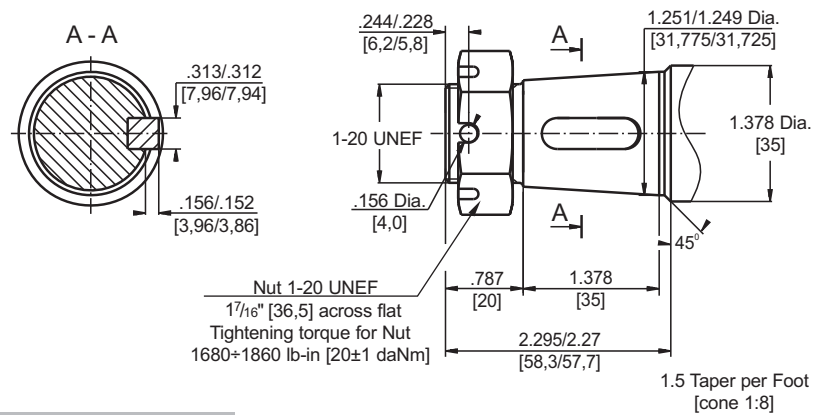 A - A
.313/.312
[7,96/7,94]
.156/.152
[3,96/3,86]
.244/.228
[6,2/5,8]
A
1.251/1.249 Dia.
[31,775/31,725]
1-20 UNEF
1.378 Dia.
[35]
.156 Dia.
[4,0]
A
45⁰
Nut 1-20 UNEF
1⁷/₁₆" [36,5] across flat
Tightening torque for Nut
1680÷1860 lb-in [20±1 daNm]
.787
[20]
1.378
[35]
2.295/2.27
[58,3/57,7]
1.5 Taper per Foot
[cone 1:8]